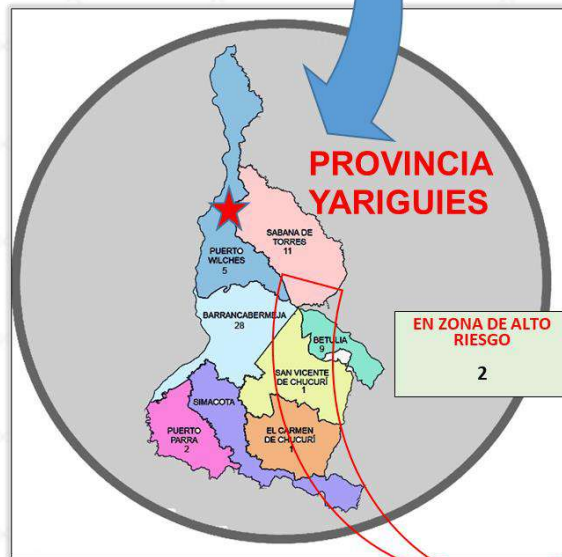 PROVINCIA
YARIGUIES
SABANA DE
TORRES
11
PUERTO
WILCHES
5
BARRANCABERMEJA
28
EN ZONA DE ALTO
RIESGO
2
BETULIA
9
SAN VICENTE
DE CHUCURÍ
1
SIMACOTA
PUERTO
PARRA
2
EL CARMEN
DE CHUCURÍ
1